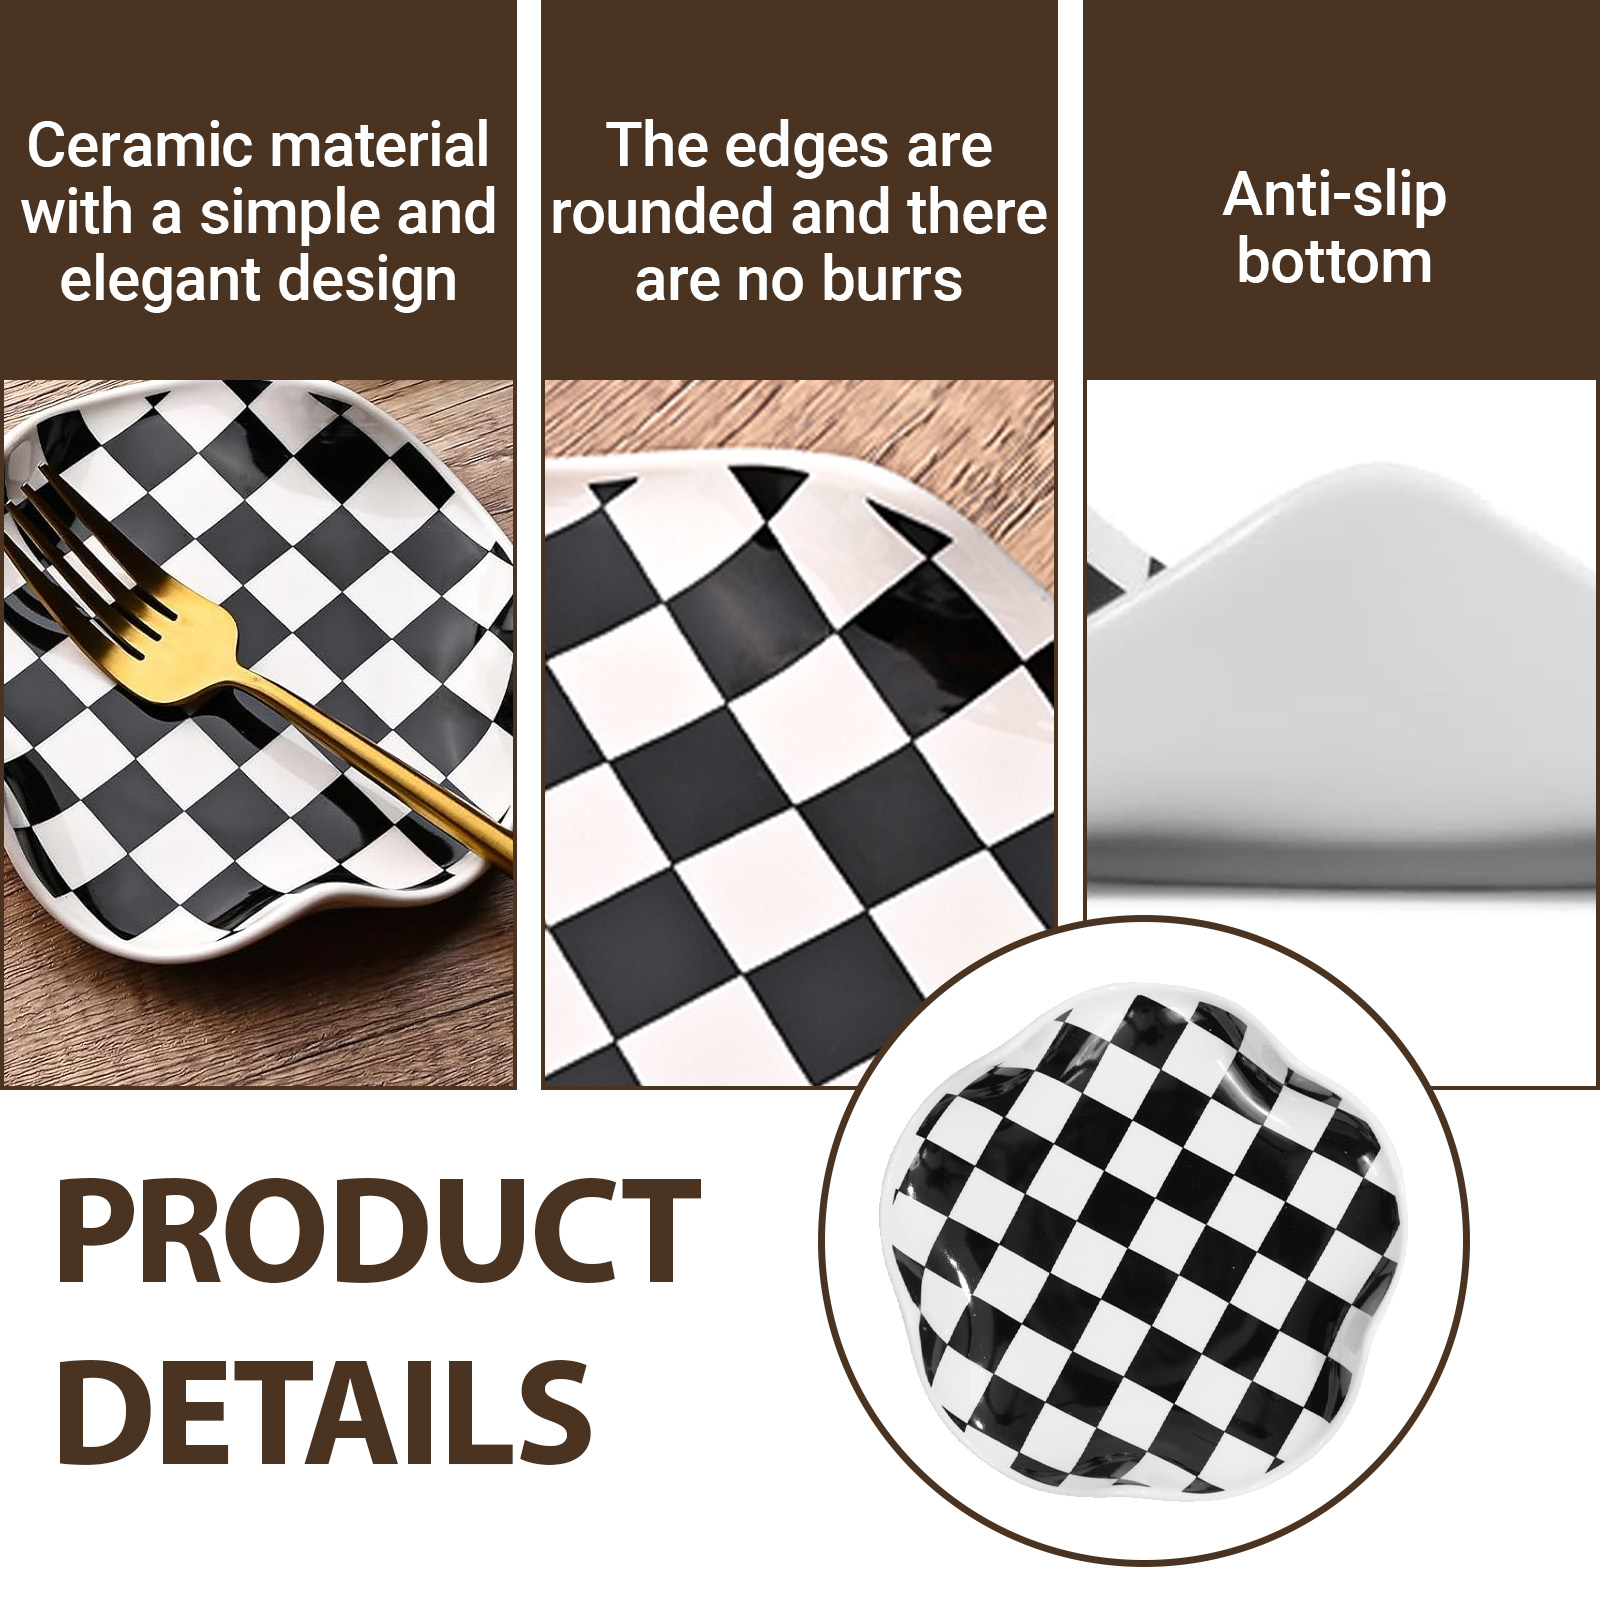 Ceramic material
with a simple and
elegant design
The edges are
rounded and there
are no burrs
Anti-slip
bottom
PRODUCT
DETAILS